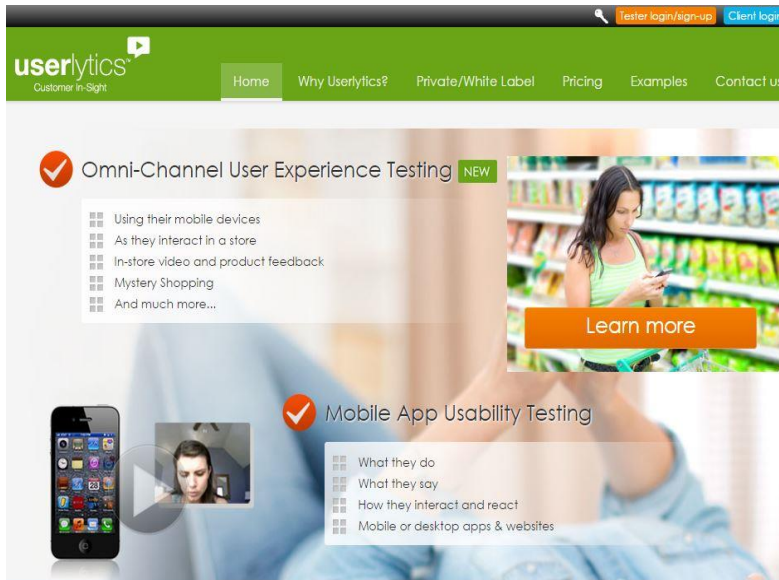 Tester login/sign-up Client login
userlytics
Customer In-Sight
Home Why Userlytics? Private/White Label Pricing Examples Contact us
Omni-Channel User Experience Testing NEW
Using their mobile devices
As they interact in a store
In-store video and product feedback
Mystery Shopping
And much more...
Learn more
Mobile App Usability Testing
What they do
What they say
How they interact and react
Mobile or desktop apps & websites